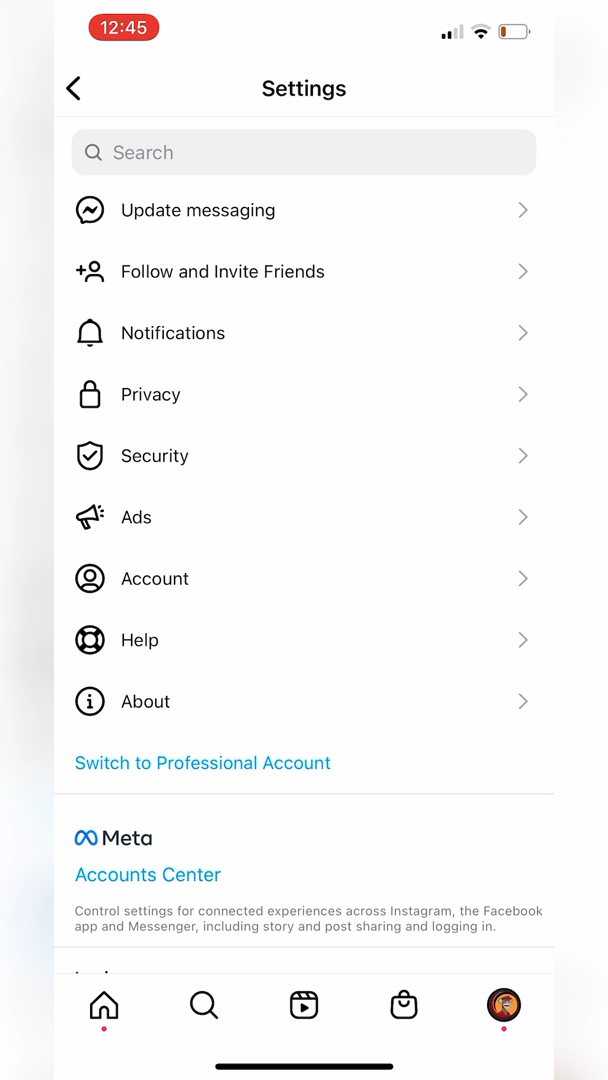 12:45
Settings
Search
Update messaging
Follow and Invite Friends
Notifications
Privacy
Security
Ads
Account
Help
About
Switch to Professional Account
Meta
Accounts Center
Control settings for connected experiences across Instagram, the Facebook
app and Messenger, including story and post sharing and logging in.